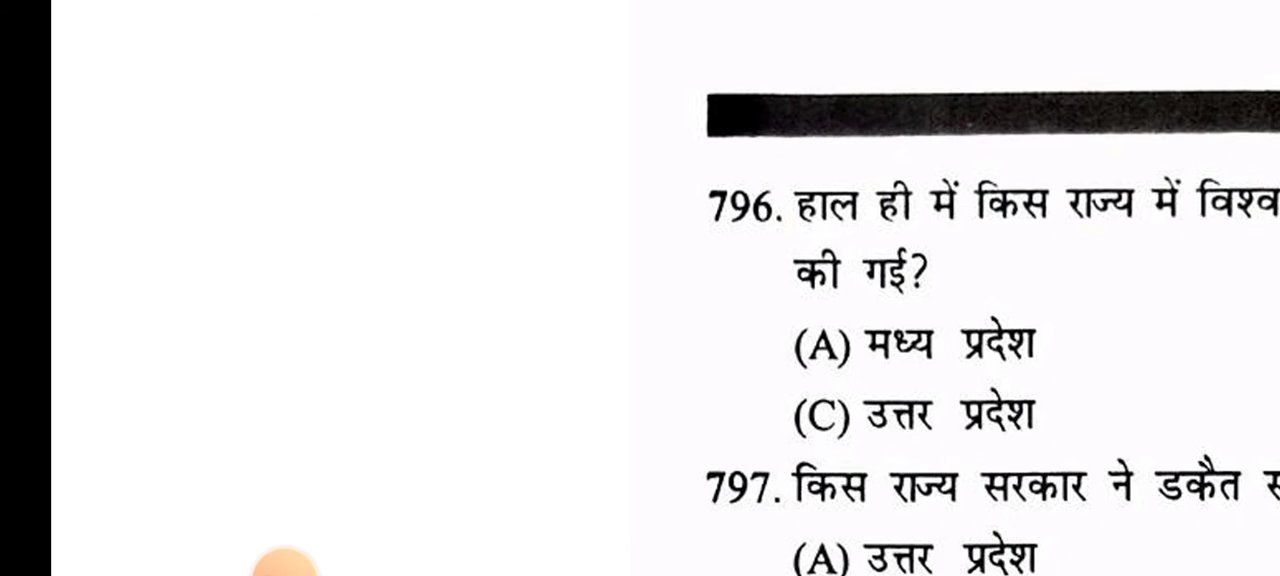 796. हाल ही में किस राज्य में विश्व
की गई?
(A) मध्य प्रदेश
(C) उत्तर प्रदेश
797. किस राज्य सरकार ने डकैत
(A) उत्तर प्रदेश